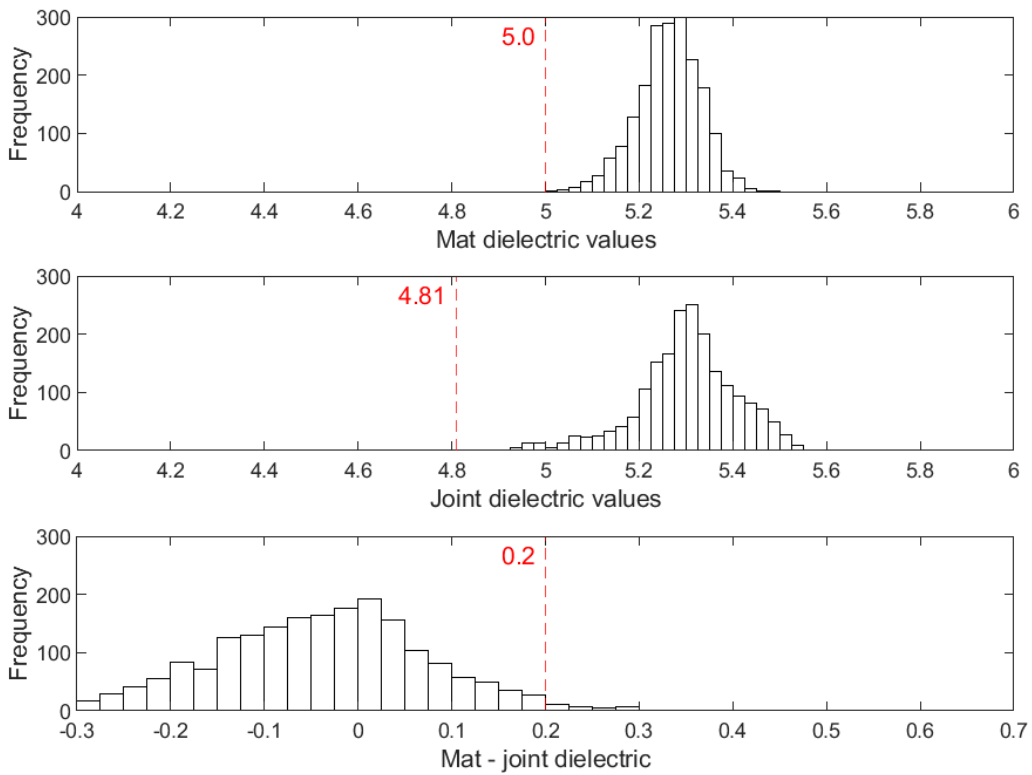 300
200
100
0
Frequency
5.0
4 4.2 4.4 4.6 4.8 5 5.2 5.4 5.6 5.8 6
Mat dielectric values
300
200
100
0
Frequency
4.81
4 4.2 4.4 4.6 4.8 5 5.2 5.4 5.6 5.8 6
Joint dielectric values
300
200
100
0
Frequency
0.2
-0.3 -0.2 -0.1 0 0.1 0.2 0.3 0.4 0.5 0.6 0.7
Mat - joint dielectric